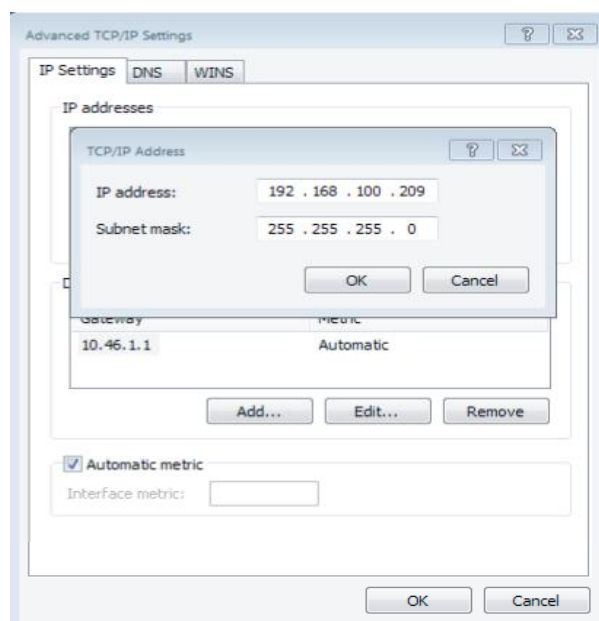 Advanced TCP/IP Settings
IP Settings DNS WINS
IP addresses
TCP/IP Address
IP address: 192 . 168 . 100 . 209
Subnet mask: 255 . 255 . 255 . 0
OK Cancel
Gateway Metric
10.46.1.1 Automatic
Add... Edit... Remove
Automatic metric
Interface metric:
OK Cancel